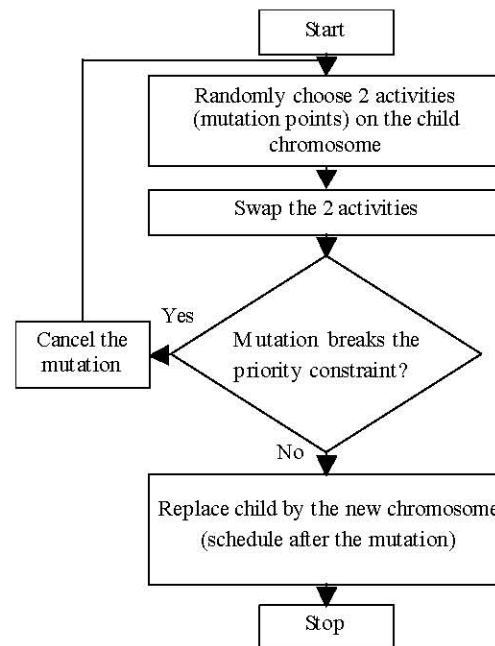 Start
Randomly choose 2 activities
(mutation points) on the child
chromosome
Swap the 2 activities
Yes
Cancel the
mutation
Mutation breaks the
priority constraint?
No
Replace child by the new chromosome
(schedule after the mutation)
Stop